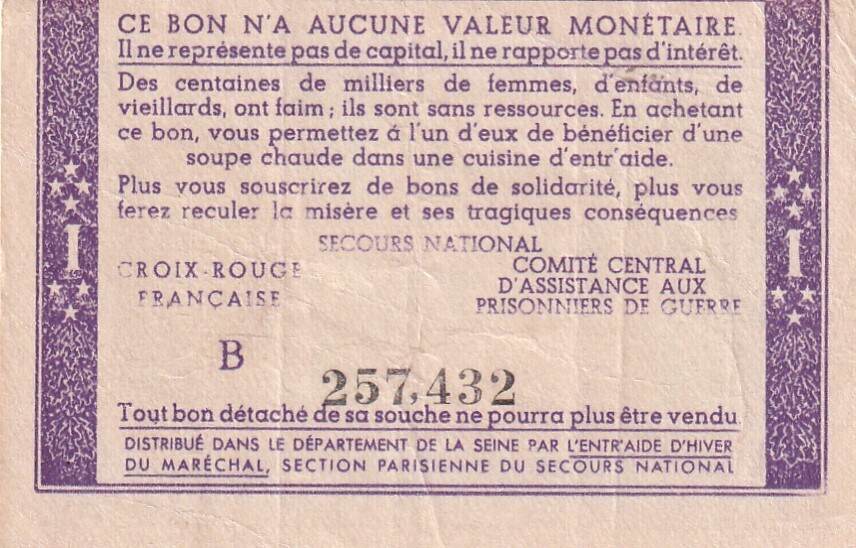 CE BON N'A AUCUNE VALEUR MONÉTAIRE.
Il ne représente pas de capital, il ne rapporte pas d'intérêt.
Des centaines de milliers de femmes, d'enfants, de
vieillards, ont faim ; ils sont sans ressources. En achetant
ce bon, vous permettez à l'un d'eux de bénéficier d'une
soupe chaude dans une cuisine d'entr'aide.
Plus vous souscrirez de bons de solidarité, plus vous
ferez reculer la misère et ses tragiques conséquences
SECOURS NATIONAL
CROIX-ROUGE
FRANÇAISE
COMITÉ CENTRAL
D'ASSISTANCE AUX
PRISONNIERS DE GUERRE
1
1
B
257,432
Tout bon détaché de sa souche ne pourra plus être vendu
DISTRIBUÉ DANS LE DÉPARTEMENT DE LA SEINE PAR L'ENTR'AIDE D'HIVER
DU MARÉCHAL, SECTION PARISIENNE DU SECOURS NATIONAL